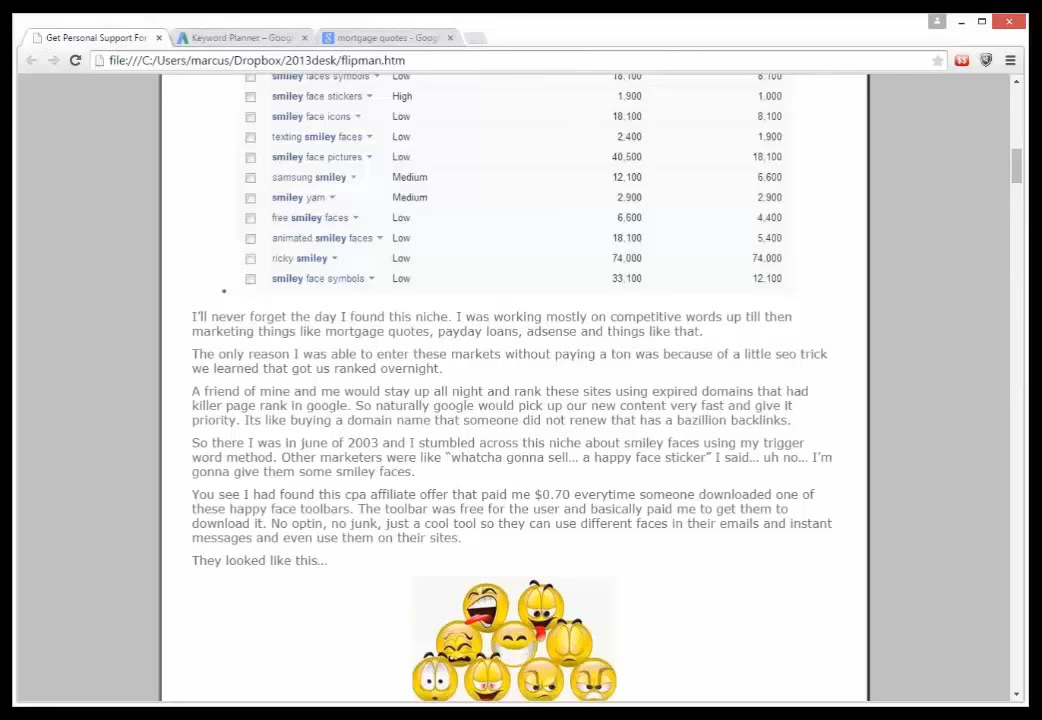 Get Personal Support For
Keyword Planner – Goog
mortgage quotes - Goog
file:///C:/Users/marcus/Dropbox/2013desk/flipman.htm
$$
smiley faces symbols Low 18,100 8,100
smiley face stickers High 1,900 1,000
smiley face icons Low 18,100 8,100
texting smiley faces Low 2,400 1,900
smiley face pictures Low 40,500 18,100
samsung smiley Medium 12,100 6,600
smiley yarn Medium 2,900 2,900
free smiley faces Low 6,600 4,400
animated smiley faces Low 18,100 5,400
ricky smiley Low 74,000 74,000
smiley face symbols Low 33,100 12,100
I'll never forget the day I found this niche. I was working mostly on competitive words up till then
marketing things like mortgage quotes, payday loans, adsense and things like that.
The only reason I was able to enter these markets without paying a ton was because of a little seo trick
we learned that got us ranked overnight.
A friend of mine and me would stay up all night and rank these sites using expired domains that had
killer page rank in google. So naturally google would pick up our new content very fast and give it
priority. Its like buying a domain name that someone did not renew that has a bazillion backlinks.
So there I was in june of 2003 and I stumbled across this niche about smiley faces using my trigger
word method. Other marketers were like “whatcha gonna sell... a happy face sticker” I said... uh no... I'm
gonna give them some smiley faces.
You see I had found this cpa affiliate offer that paid me $0.70 everytime someone downloaded one of
these happy face toolbars. The toolbar was free for the user and basically paid me to get them to
download it. No optin, no junk, just a cool tool so they can use different faces in their emails and instant
messages and even use them on their sites.
They looked like this...